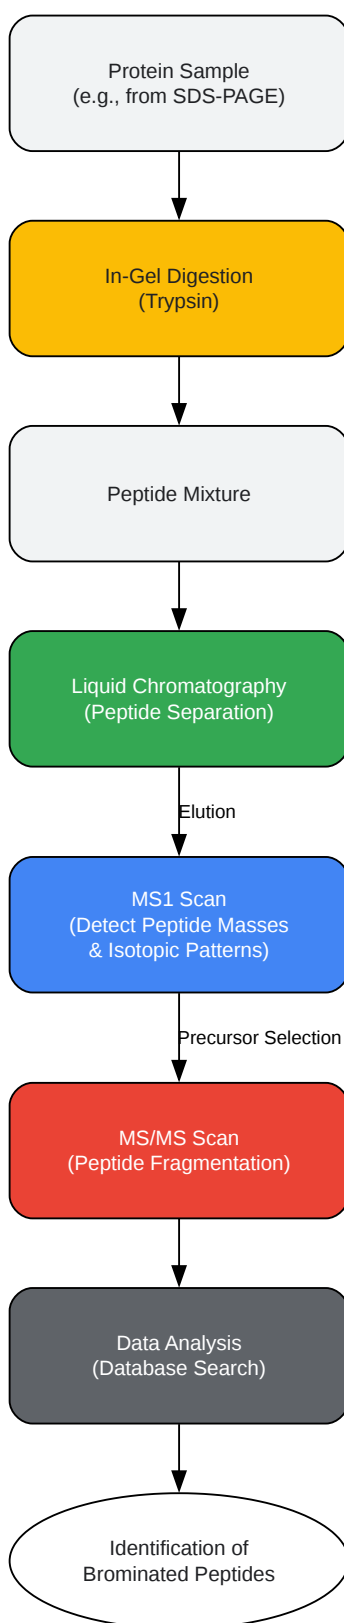 Protein Sample
(e.g., from SDS-PAGE)
In-Gel Digestion
(Trypsin)
Peptide Mixture
Liquid Chromatography
(Peptide Separation)
Elution
MS1 Scan
(Detect Peptide Masses
& Isotopic Patterns)
Precursor Selection
MS/MS Scan
(Peptide Fragmentation)
Data Analysis
(Database Search)
Identification of
Brominated Peptides